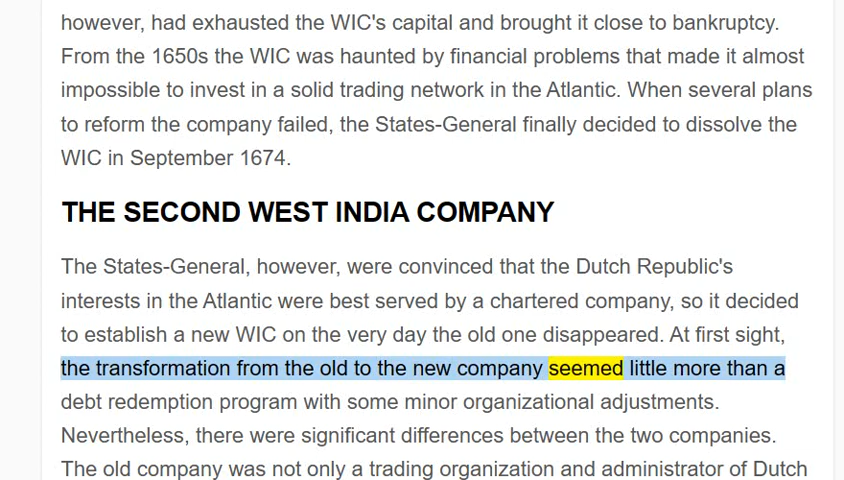 however, had exhausted the WIC's capital and brought it close to bankruptcy.
From the 1650s the WIC was haunted by financial problems that made it almost
impossible to invest in a solid trading network in the Atlantic. When several plans
to reform the company failed, the States-General finally decided to dissolve the
WIC in September 1674.
THE SECOND WEST INDIA COMPANY
The States-General, however, were convinced that the Dutch Republic's
interests in the Atlantic were best served by a chartered company, so it decided
to establish a new WIC on the very day the old one disappeared. At first sight,
the transformation from the old to the new company seemed little more than a
debt redemption program with some minor organizational adjustments.
Nevertheless, there were significant differences between the two companies.
The old company was not only a trading organization and administrator of Dutch